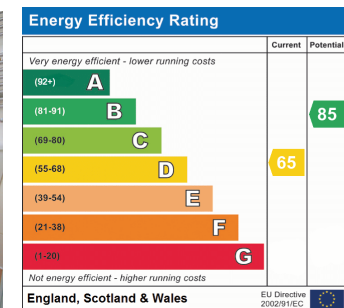 Energy Efficiency Rating
Current Potential
Very energy efficient - lower running costs
(92+) A
(81-91) B
85
(69-80) C
(55-68) D
65
(39-54) E
(21-38) F
(1-20) G
Not energy efficient - higher running costs
England, Scotland & Wales
EU Directive
2002/91/EC